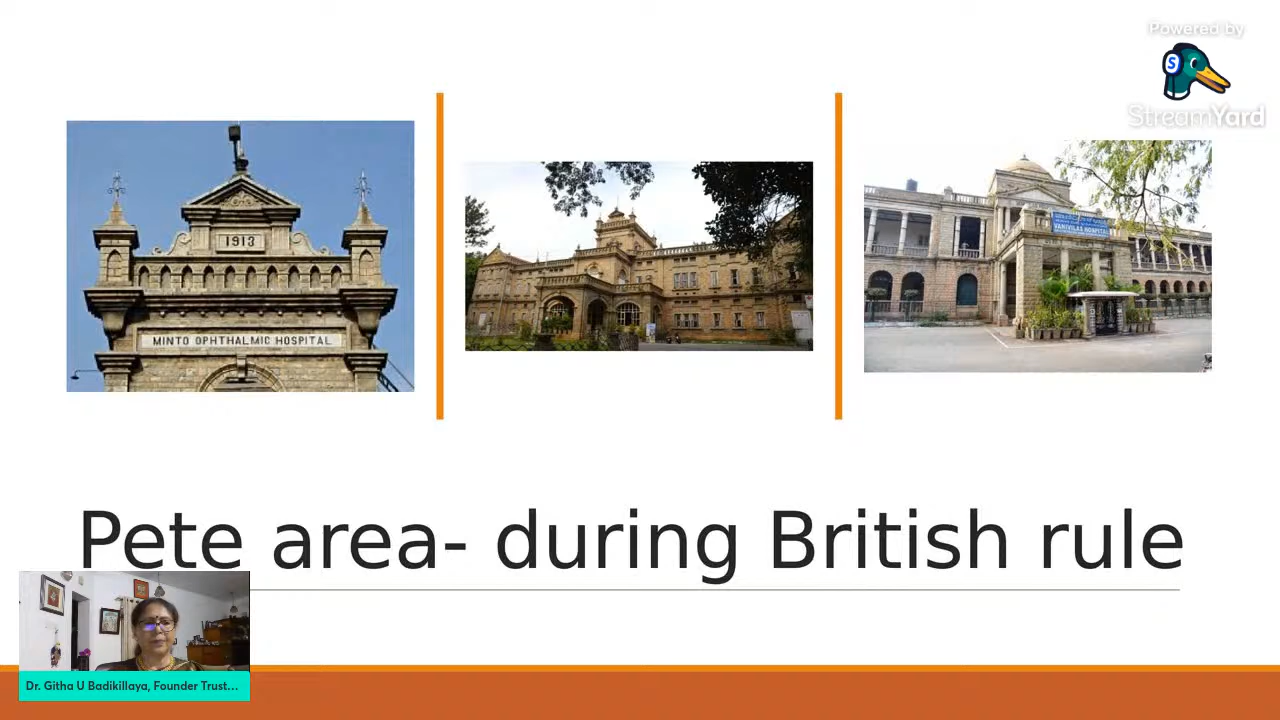 Powered by
StreamYard
1913
MINTO OPHTHALMIC HOSPITAL
VANIVILAS HOSPITAL
Pete area- during British rule
Dr. Githa U Badikillaya, Founder Trust...